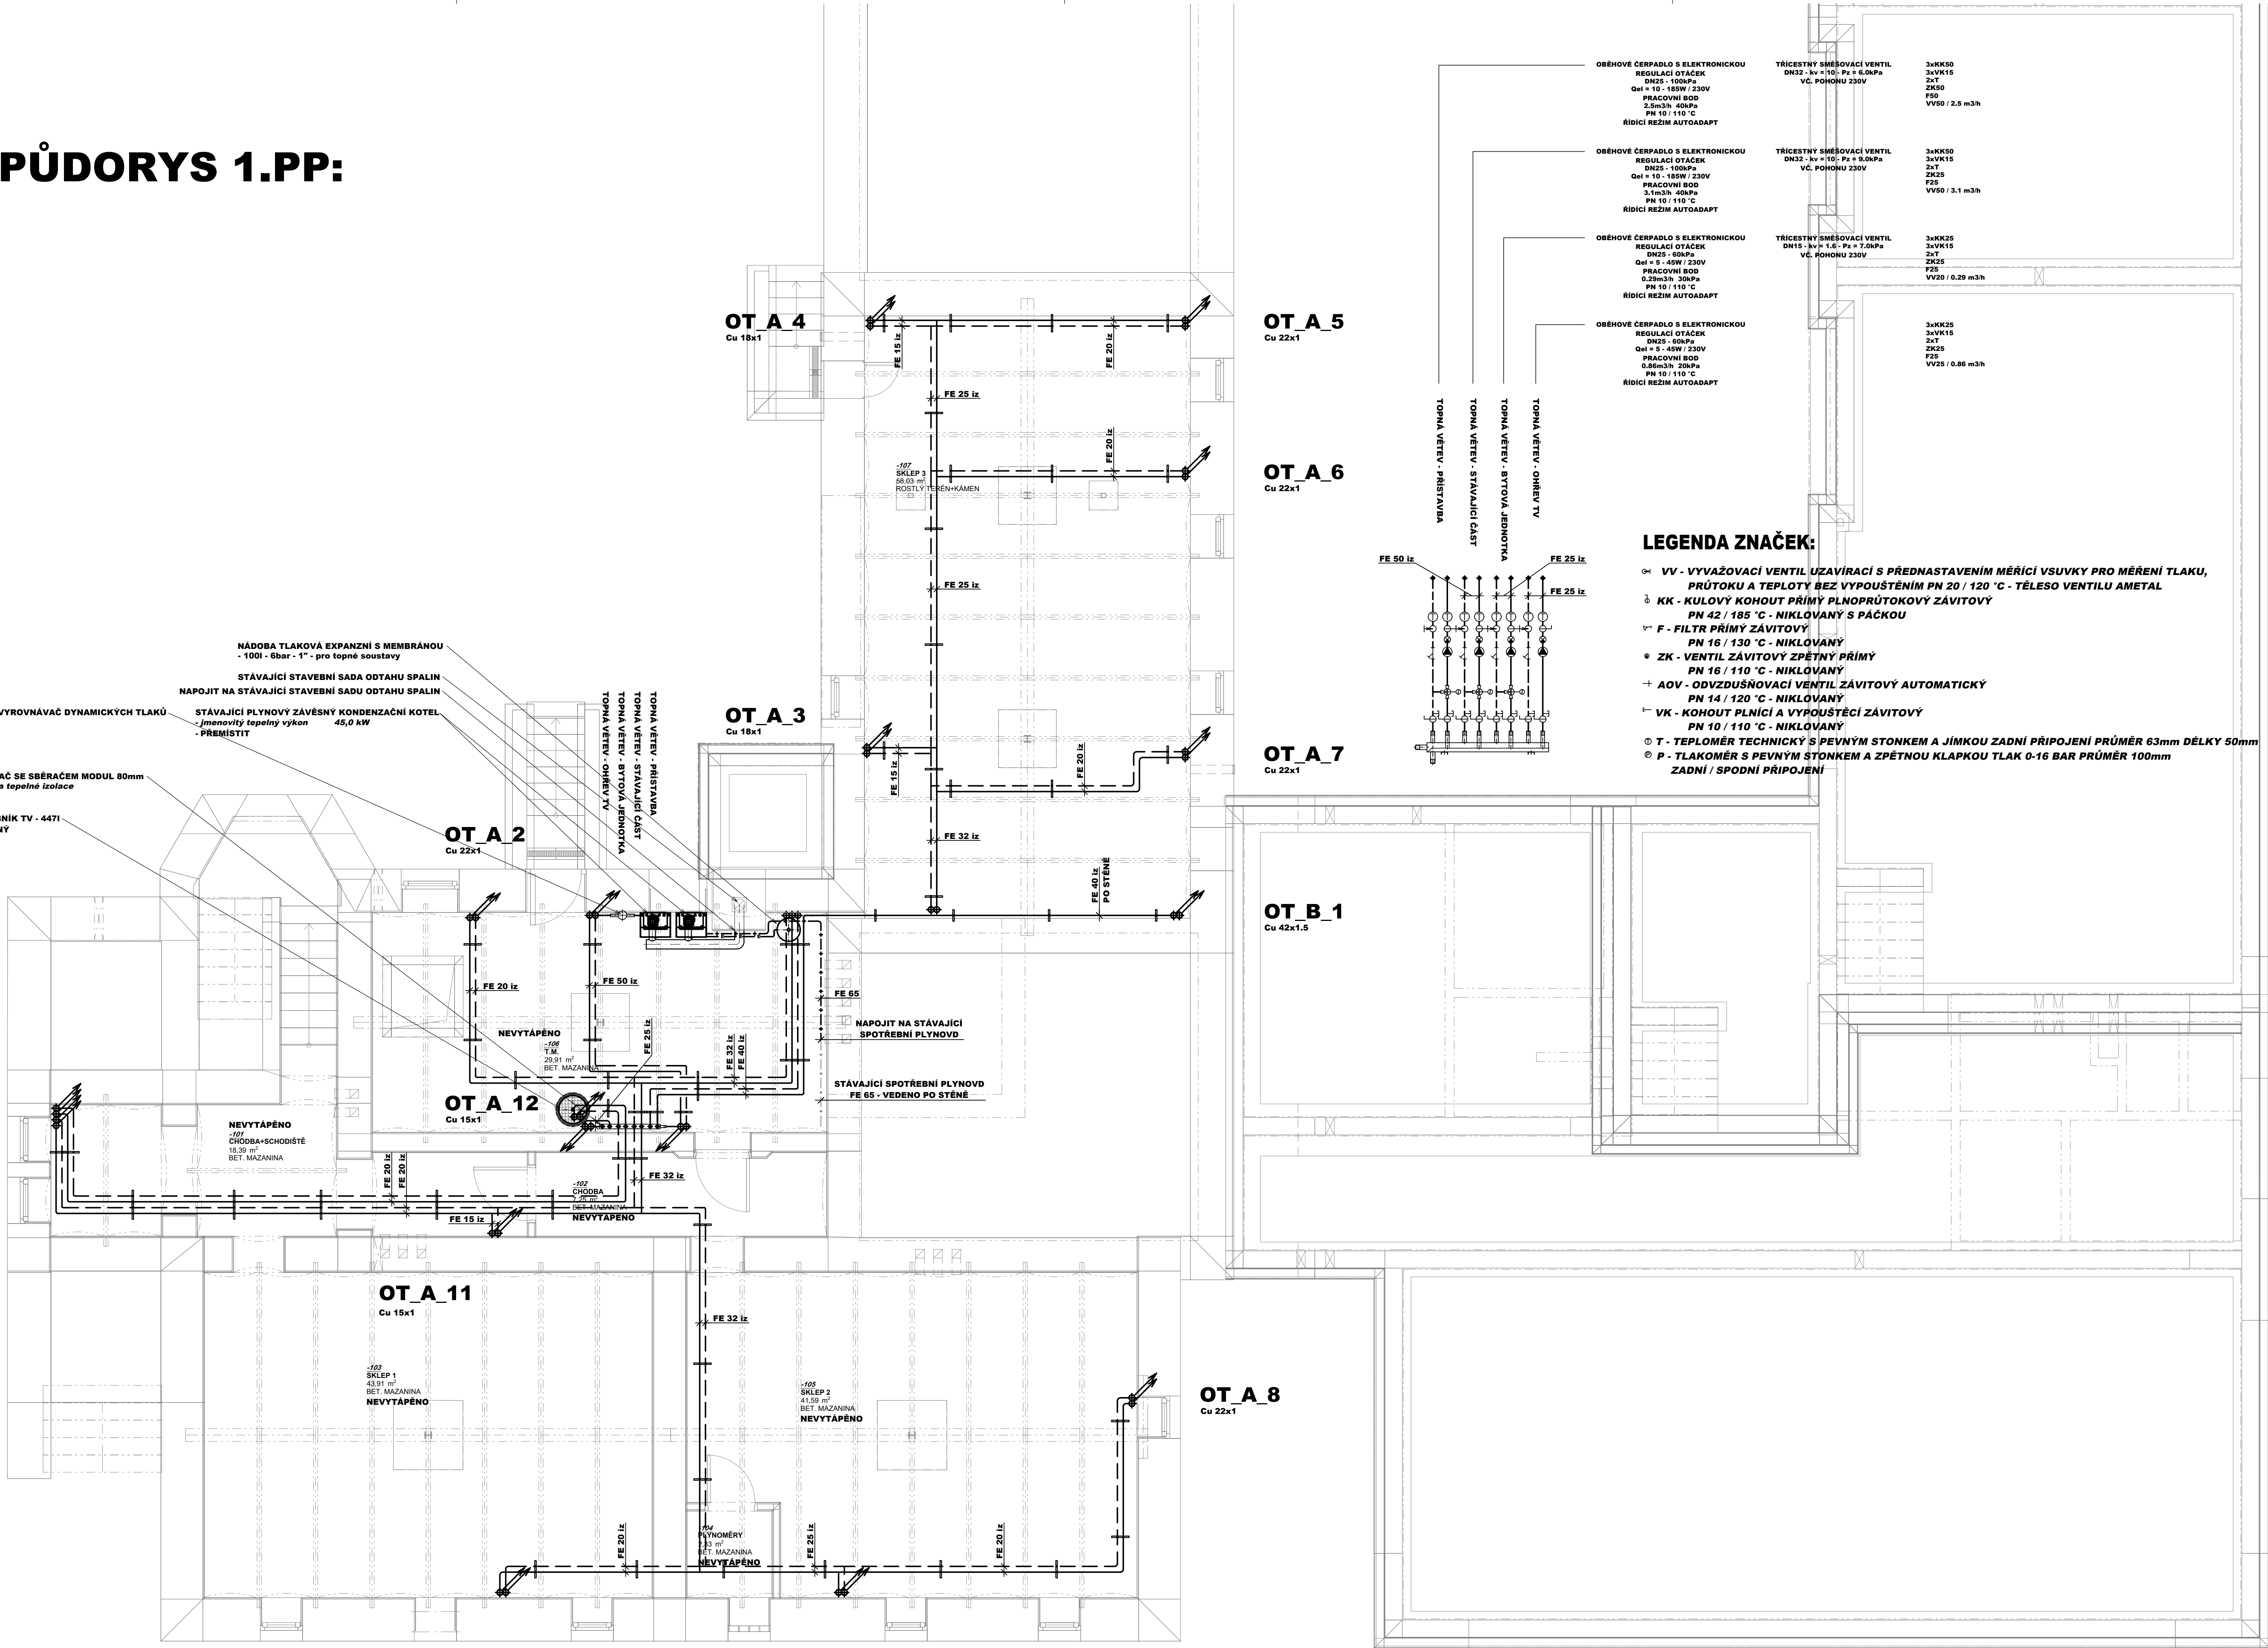 PŮDORYS 1.PP:
OBĚHOVÉ ČERPADLO S ELEKTRONICKOU
REGULACÍ OTÁČEK
DN25 - 100kPa
Qel = 10 - 185W / 230V
PRACOVNÍ BOD
2.5m3/h 40kPa
PN 10 / 110 °C
ŘÍDÍCÍ REŽIM AUTOADAPT
TŘÍCESTNÝ SMĚŠOVACÍ VENTIL
DN32 - kv = 10 - Pz = 6.0kPa
VČ. POHONU 230V
3xKK50
3xVK15
2xT
ZK50
F50
VV50 / 2.5 m3/h
OBĚHOVÉ ČERPADLO S ELEKTRONICKOU
REGULACÍ OTÁČEK
DN25 - 100kPa
Qel = 10 - 185W / 230V
PRACOVNÍ BOD
3.1m3/h 40kPa
PN 10 / 110 °C
ŘÍDÍCÍ REŽIM AUTOADAPT
TŘÍCESTNÝ SMĚŠOVACÍ VENTIL
DN32 - kv = 10 - Pz = 9.0kPa
VČ. POHONU 230V
3xKK50
3xVK15
2xT
ZK25
F25
VV50 / 3.1 m3/h
OBĚHOVÉ ČERPADLO S ELEKTRONICKOU
REGULACÍ OTÁČEK
DN25 - 60kPa
Qel = 5 - 45W / 230V
PRACOVNÍ BOD
0.29m3/h 30kPa
PN 10 / 110 °C
ŘÍDÍCÍ REŽIM AUTOADAPT
TŘÍCESTNÝ SMĚŠOVACÍ VENTIL
DN15 - kv = 1.6 - Pz = 7.0kPa
VČ. POHONU 230V
3xKK25
3xVK15
2xT
ZK25
F25
VV20 / 0.29 m3/h
OBĚHOVÉ ČERPADLO S ELEKTRONICKOU
REGULACÍ OTÁČEK
DN25 - 60kPa
Qel = 5 - 45W / 230V
PRACOVNÍ BOD
0.86m3/h 20kPa
PN 10 / 110 °C
ŘÍDÍCÍ REŽIM AUTOADAPT
3xKK25
3xVK15
2xT
ZK25
F25
VV25 / 0.86 m3/h
TOPNÁ VĚTEV - PŘÍSTAVBA
TOPNÁ VĚTEV - STÁVAJÍCÍ ČÁST
TOPNÁ VĚTEV - BYTOVÁ JEDNOTKA
TOPNÁ VĚTEV - OHŘEV TV
FE 50 iz
FE 25 iz
FE 25 iz
LEGENDA ZNAČEK:
VV - VYVAŽOVACÍ VENTIL UZAVÍRACÍ S PŘEDNASTAVENÍM MĚŘÍCÍ VSUVKY PRO MĚŘENÍ TLAKU,
PRŮTOKU A TEPLOTY BEZ VYPOUŠTĚNÍM PN 20 / 120 °C - TĚLESO VENTILU AMETAL
KK - KULOVÝ KOHOUT PŘÍMÝ PLNOPRŮTOKOVÝ ZÁVITOVÝ
PN 42 / 185 °C - NIKLOVANÝ S PÁČKOU
F - FILTR PŘÍMÝ ZÁVITOVÝ
PN 16 / 130 °C - NIKLOVANÝ
ZK - VENTIL ZÁVITOVÝ ZPĚTNÝ PŘÍMÝ
PN 16 / 110 °C - NIKLOVANÝ
AOV - ODVZDUŠŇOVACÍ VENTIL ZÁVITOVÝ AUTOMATICKÝ
PN 14 / 120 °C - NIKLOVANÝ
VK - KOHOUT PLNÍCÍ A VYPOUŠTĚCÍ ZÁVITOVÝ
PN 10 / 110 °C - NIKLOVANÝ
T - TEPLOMĚR TECHNICKÝ S PEVNÝM STONKEM A JÍMKOU ZADNÍ PŘIPOJENÍ PRŮMĚR 63mm DÉLKY 50mm
P - TLAKOMĚR S PEVNÝM STONKEM A ZPĚTNOU KLAPKOU TLAK 0-16 BAR PRŮMĚR 100mm
ZADNÍ / SPODNÍ PŘIPOJENÍ
OT_A_4
Cu 18x1
OT_A_5
Cu 22x1
FE 15 iz
FE 20 iz
FE 25 iz
FE 20 iz
OT_A_6
Cu 22x1
-107
SKLEP 3
58,03 m²
ROSTLÝ TERÉN+KÁMEN
FE 25 iz
NÁDOBA TLAKOVÁ EXPANZNÍ S MEMBRÁNOU
- 100l - 6bar - 1" - pro topné soustavy
STÁVAJÍCÍ STAVEBNÍ SADA ODTAHU SPALIN
NAPOJIT NA STÁVAJÍCÍ STAVEBNÍ SADU ODTAHU SPALIN
VYROVNÁVAČ DYNAMICKÝCH TLAKŮ
STÁVAJÍCÍ PLYNOVÝ ZÁVĚSNÝ KONDENZAČNÍ KOTEL
- jmenovitý tepelný výkon 45,0 kW
- PŘEMÍSTIT
AČ SE SBĚRAČEM MODUL 80mm
a tepelné izolace
BNÍK TV - 447l
NÝ
TOPNÁ VĚTEV - OHŘEV TV
TOPNÁ VĚTEV - BYTOVÁ JEDNOTKA
TOPNÁ VĚTEV - STÁVAJÍCÍ ČÁST
TOPNÁ VĚTEV - PŘÍSTAVBA
OT_A_3
Cu 18x1
FE 15 iz
FE 20 iz
OT_A_7
Cu 22x1
FE 32 iz
OT_A_2
Cu 22x1
FE 40 iz
PO STĚNĚ
OT_B_1
Cu 42x1.5
FE 20 iz
FE 50 iz
FE 65
NAPOJIT NA STÁVAJÍCÍ
SPOTŘEBNÍ PLYNOVD
FE 25 iz
FE 32 iz
FE 40 iz
NEVYTÁPĚNO
-106
T.M.
29,91 m²
BET. MAZANINA
STÁVAJÍCÍ SPOTŘEBNÍ PLYNOVD
FE 65 - VEDENO PO STĚNĚ
OT_A_12
Cu 15x1
NEVYTÁPĚNO
-101
CHODBA+SCHODIŠTĚ
18,39 m²
BET. MAZANINA
FE 20 iz
FE 20 iz
FE 32 iz
-102
CHODBA
7,25 m²
BET. MAZANINA
NEVYTÁPĚNO
FE 15 iz
OT_A_11
Cu 15x1
FE 32 iz
-103
SKLEP 1
43,91 m²
BET. MAZANINA
NEVYTÁPĚNO
-105
SKLEP 2
41,59 m²
BET. MAZANINA
NEVYTÁPĚNO
OT_A_8
Cu 22x1
FE 20 iz
-104
PLYNOMĚRY
m²
BET. MAZANINA
NEVYTÁPĚNO
FE 25 iz
FE 20 iz